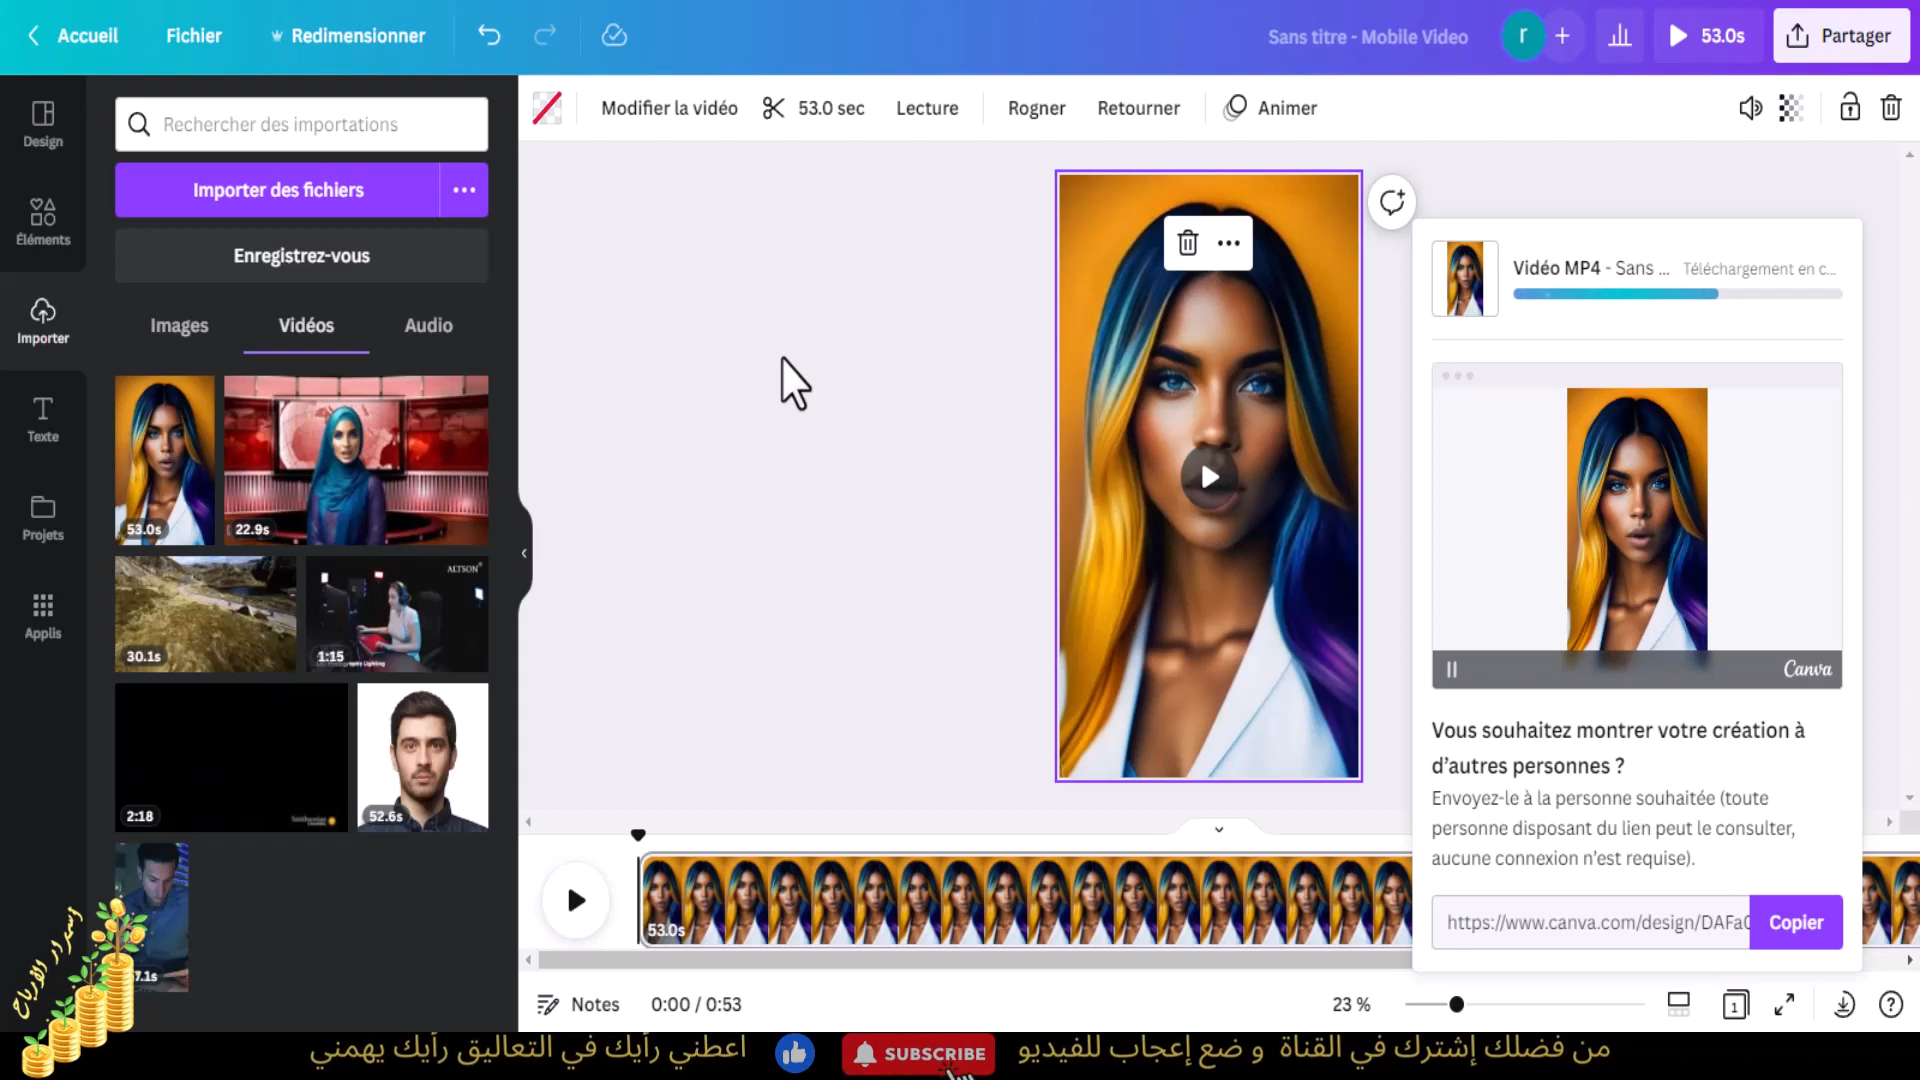 Accueil
Fichier
Redimensionner
Sans titre - Mobile Video
r
+
53.0s
Partager
Design
Éléments
Importer
Texte
Projets
Applis
Rechercher des importations
Importer des fichiers
Enregistrez-vous
Images
Vidéos
Audio
53.0s
22.9s
30.1s
ALTSON
1:15
2:18
52.6s
7.1s
Modifier la vidéo
53.0 sec
Lecture
Rogner
Retourner
Animer
Vidéo MP4 - Sans ...
Téléchargement en c...
Canva
Vous souhaitez montrer votre création à
d'autres personnes ?
Envoyez-le à la personne souhaitée (toute
personne disposant du lien peut le consulter,
aucune connexion n'est requise).
https://www.canva.com/design/DAFa
Copier
53.0s
Notes
0:00 / 0:53
23 %
1
?
من فضلك إشترك في القناة و ضع إعجاب للفيديو
SUBSCRIBE
اعطني رأيك في التعاليق رأيك يهمني